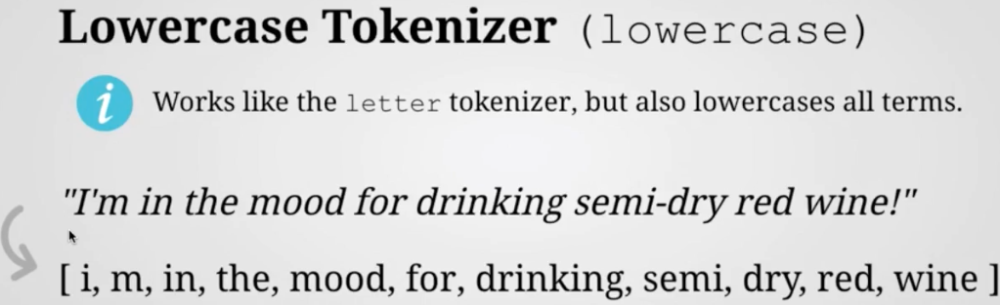 Lowercase Tokenizer (lowercase)
i Works like the letter tokenizer, but also lowercases all terms.
"I'm in the mood for drinking semi-dry red wine!"
[ i, m, in, the, mood, for, drinking, semi, dry, red, wine ]